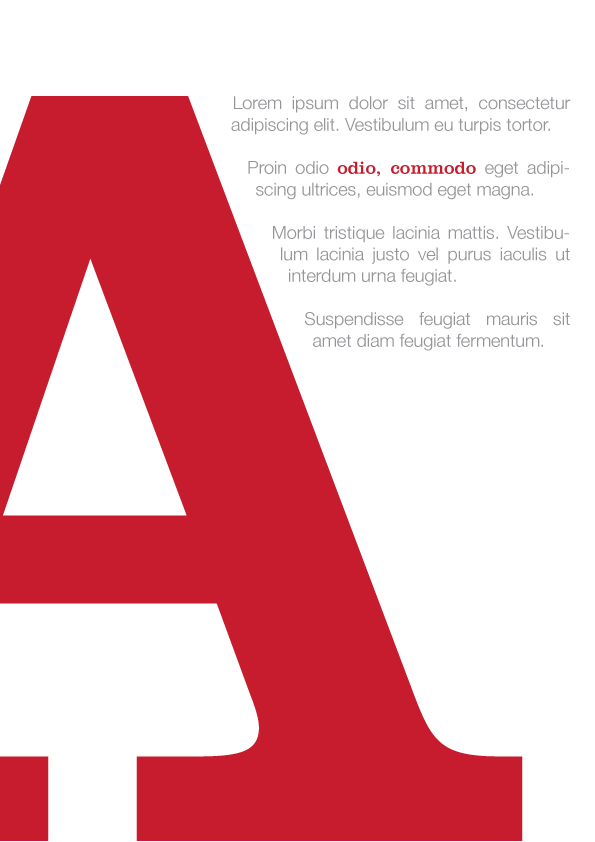 A
Lorem ipsum dolor sit amet, consectetur
adipiscing elit. Vestibulum eu turpis tortor.
Proin odio odio, commodo eget adipi-
scing ultrices, euismod eget magna.
Morbi tristique lacinia mattis. Vestibu-
lum lacinia justo vel purus iaculis ut
interdum urna feugiat.
Suspendisse feugiat mauris sit
amet diam feugiat fermentum.